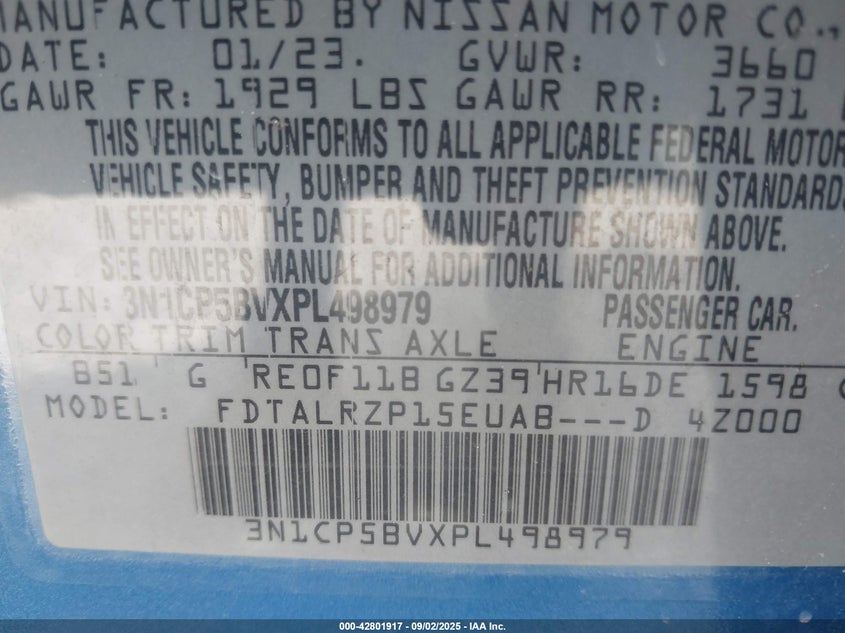 MANUFACTURED BY NISSAN MOTOR CO.,
DATE: 01/23. GVWR: 3660
GAWR FR: 1929 LBS GAWR RR: 1731
THIS VEHICLE CONFORMS TO ALL APPLICABLE FEDERAL MOTOR
VEHICLE SAFETY, BUMPER AND THEFT PREVENTION STANDARDS
IN EFFECT ON THE DATE OF MANUFACTURE SHOWN ABOVE.
SEE OWNER'S MANUAL FOR ADDITIONAL INFORMATION.
VIN: 3N1CP5BVXPL498979 PASSENGER CAR.
COLOR TRIM TRANS AXLE ENGINE
B51 G RE0F11B GZ39 HR16DE 1598
MODEL: FDTALRZP15EUAB---D 4Z000
3N1CP5BVXPL498979
000-42801917 - 09/02/2025 - IAA, Inc.